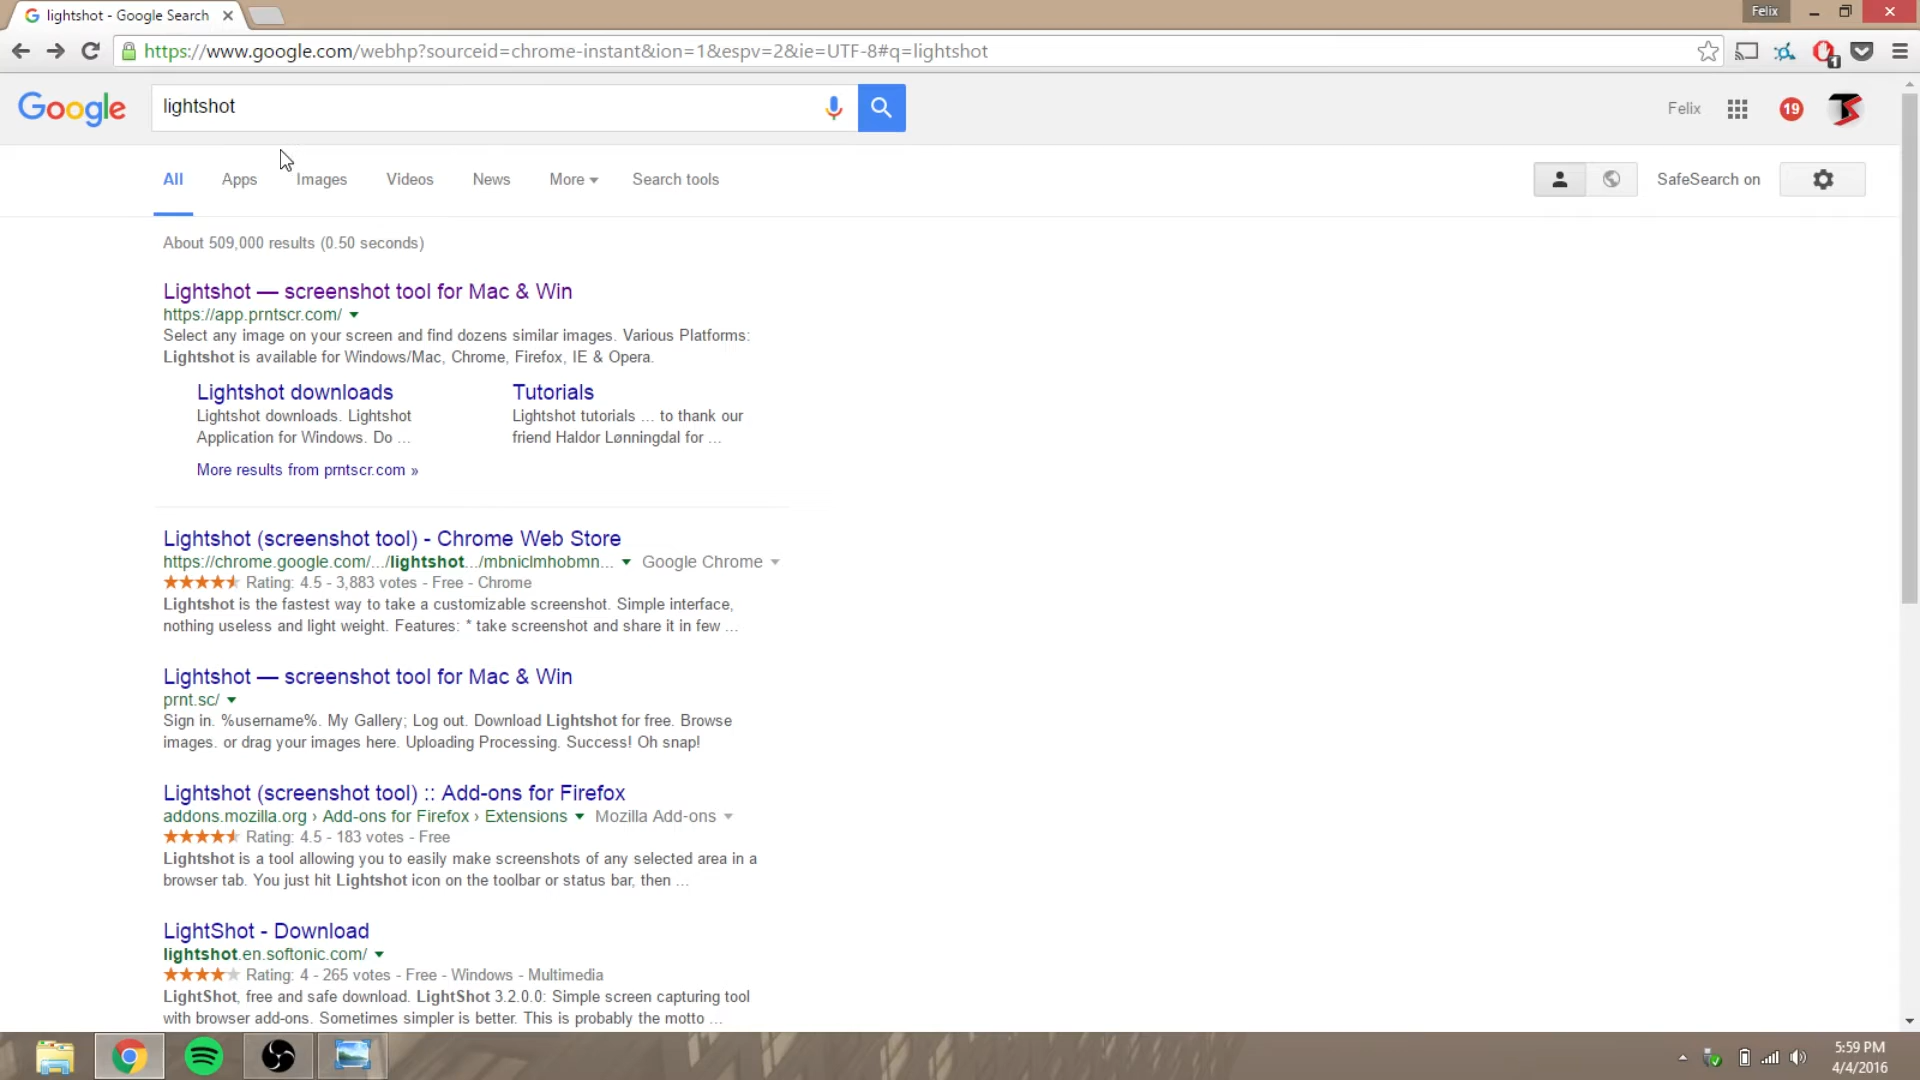 lightshot - Google Search
Felix
https://www.google.com/webhp?sourceid=chrome-instant&ion=1&espv=2&ie=UTF-8#q=lightshot
1
Google
lightshot
Felix
19
All
Apps
Images
Videos
News
More
Search tools
SafeSearch on
About 509,000 results (0.50 seconds)
Lightshot — screenshot tool for Mac & Win
https://app.prntscr.com/
Select any image on your screen and find dozens similar images. Various Platforms:
Lightshot is available for Windows/Mac, Chrome, Firefox, IE & Opera.
Lightshot downloads
Lightshot downloads. Lightshot
Application for Windows. Do ...
Tutorials
Lightshot tutorials ... to thank our
friend Haldor Lønningdal for ...
More results from prntscr.com »
Lightshot (screenshot tool) - Chrome Web Store
https://chrome.google.com/.../lightshot.../mbniclmhobmn... Google Chrome
Rating: 4.5 - 3,883 votes - Free - Chrome
Lightshot is the fastest way to take a customizable screenshot. Simple interface,
nothing useless and light weight. Features: * take screenshot and share it in few ...
Lightshot — screenshot tool for Mac & Win
prnt.sc/
Sign in. %username%. My Gallery; Log out. Download Lightshot for free. Browse
images. or drag your images here. Uploading Processing. Success! Oh snap!
Lightshot (screenshot tool) :: Add-ons for Firefox
addons.mozilla.org › Add-ons for Firefox › Extensions Mozilla Add-ons
Rating: 4.5 - 183 votes - Free
Lightshot is a tool allowing you to easily make screenshots of any selected area in a
browser tab. You just hit Lightshot icon on the toolbar or status bar, then ...
LightShot - Download
lightshot.en.softonic.com/
Rating: 4 - 265 votes - Free - Windows - Multimedia
LightShot, free and safe download. LightShot 3.2.0.0: Simple screen capturing tool
with browser add-ons. Sometimes simpler is better. This is probably the motto ...
5:59 PM
4/4/2016